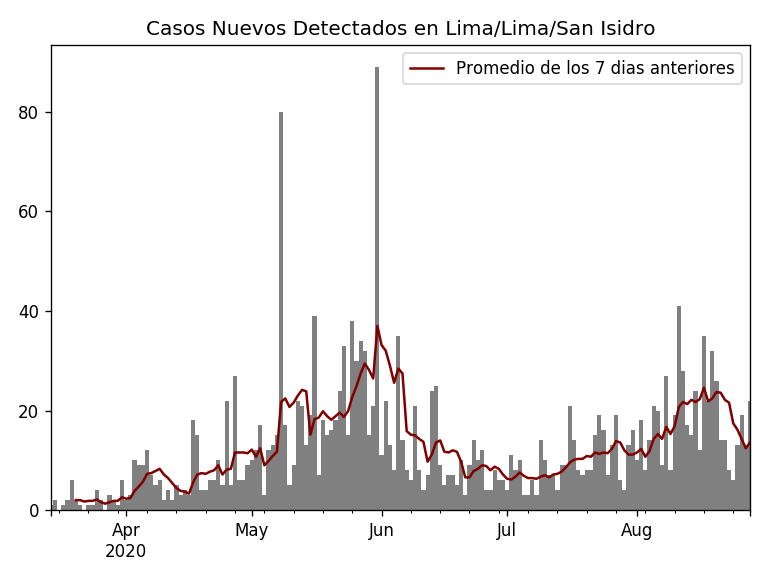 Casos Nuevos Detectados en Lima/Lima/San Isidro
Promedio de los 7 dias anteriores
80
60
40
20
0
Apr
2020
May
Jun
Jul
Aug